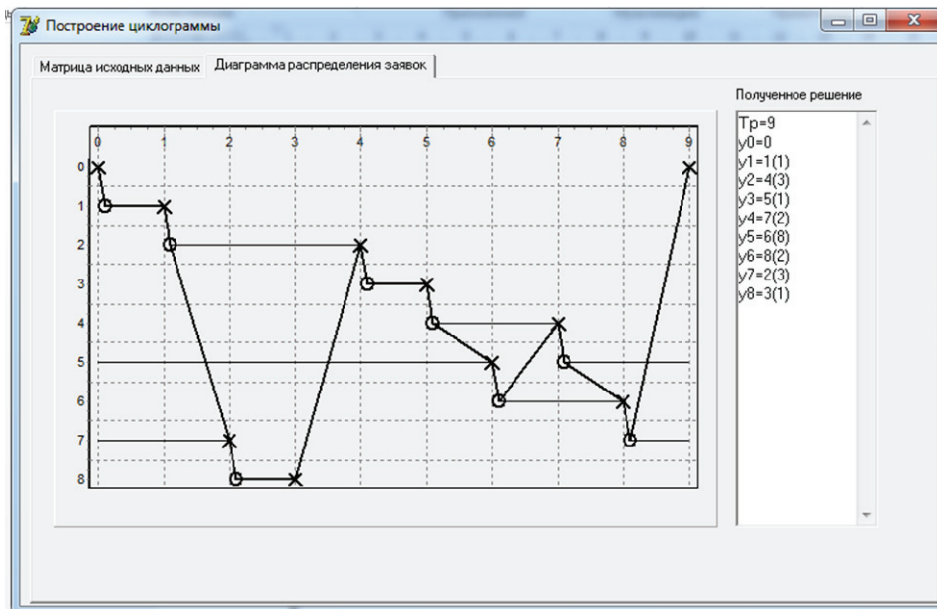 Построение циклограммы
Матрица исходных данных
Диаграмма распределения заявок
Полученное решение
0 1 2 3 4 5 6 7 8 9
0
1
2
3
4
5
6
7
8
Tp=9
y0=0
y1=1(1)
y2=4(3)
y3=5(1)
y4=7(2)
y5=6(8)
y6=8(2)
y7=2(3)
y8=3(1)